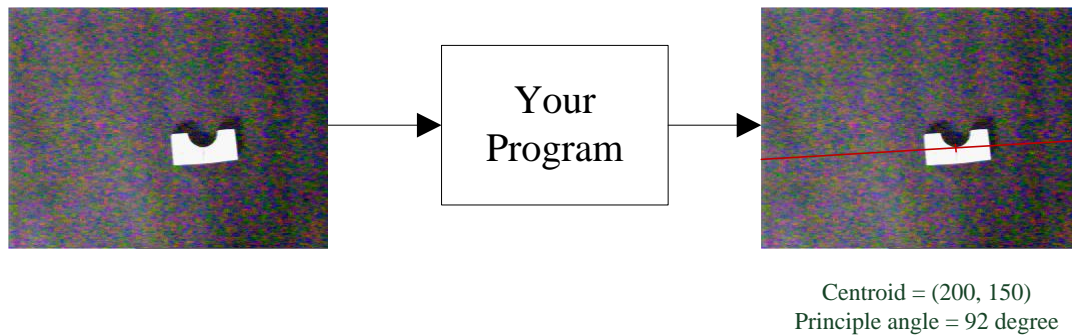 Your
Program
Centroid = (200, 150)
Principle angle = 92 degree